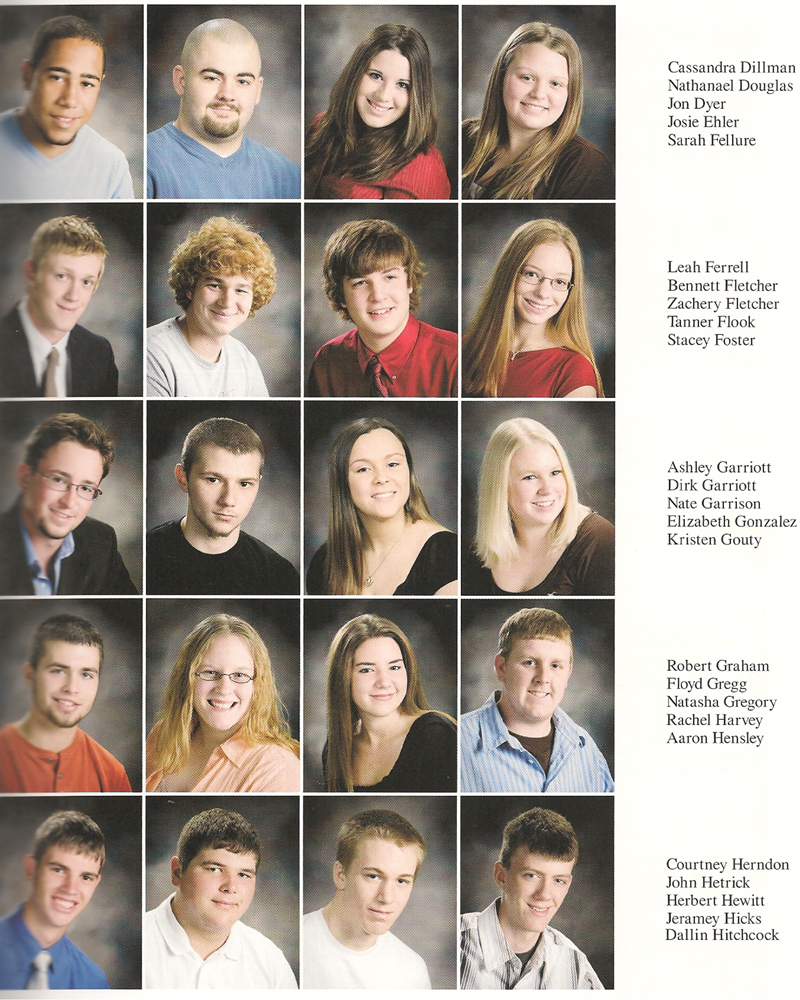 Cassandra Dillman
Nathanael Douglas
Jon Dyer
Josie Ehler
Sarah Fellure
Leah Ferrell
Bennett Fletcher
Zachery Fletcher
Tanner Flook
Stacey Foster
Ashley Garriott
Dirk Garriott
Nate Garrison
Elizabeth Gonzalez
Kristen Gouty
Robert Graham
Floyd Gregg
Natasha Gregory
Rachel Harvey
Aaron Hensley
Courtney Herndon
John Hetrick
Herbert Hewitt
Jeramey Hicks
Dallin Hitchcock